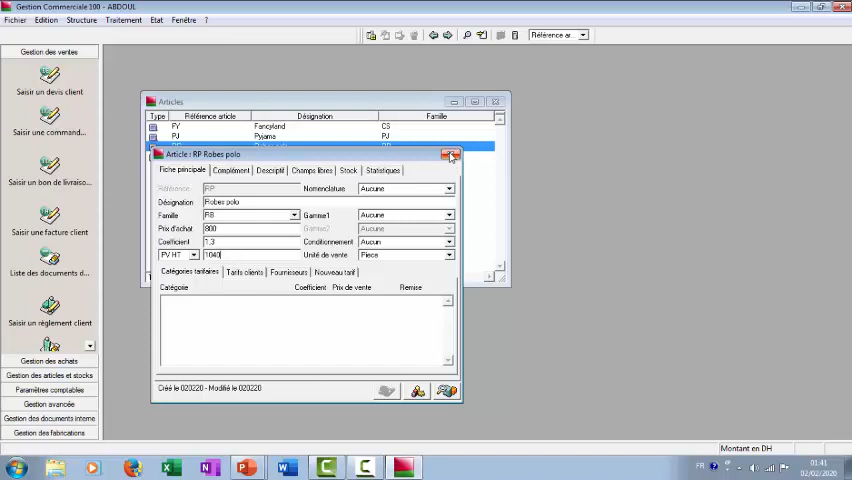 Gestion Commerciale 100 - ABDOUL
Fichier Edition Structure Traitement Etat Fenêtre ?
Référence ar...
Gestion des ventes
Saisir un devis client
Saisir une command...
Saisir un bon de livraiso...
Saisir une facture client
Liste des documents d...
Saisir un règlement client
Gestion des achats
Gestion des articles et stocks
Paramètres comptables
Gestion avancée
Gestion des documents interne
Gestion des fabrications
Articles
Type Référence article Désignation Famille
FY Fancyland CS
PJ Pyjama PJ
Article : RP Robes polo
Fiche principale Complément Descriptif Champs libres Stock Statistiques
Référence RP Nomenclature Aucune
Désignation Robes polo
Famille RB Gamme1 Aucune
Prix d'achat 800 Gamme2 Aucune
Coefficient 1,3 Conditionnement Aucun
PV HT 1040 Unité de vente Piece
Catégories tarifaires Tarifs clients Fournisseurs Nouveau tarif
Catégorie Coefficient Prix de vente Remise
Créé le 020220 - Modifié le 020220
Montant en DH
FR
01:41
02/02/2020